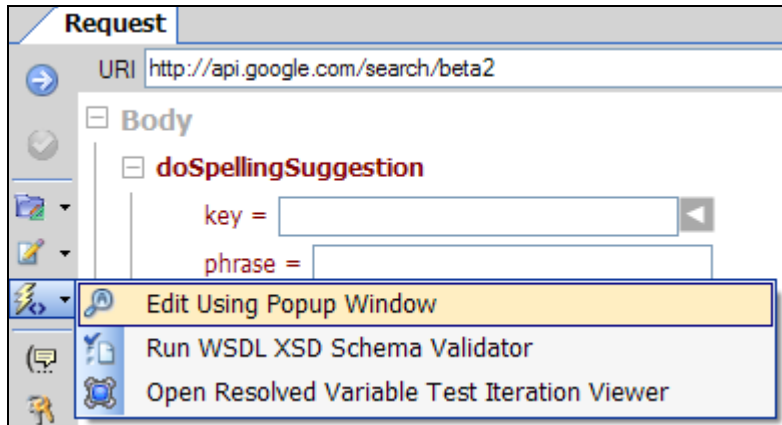 Request
URI http://api.google.com/search/beta2
Body
doSpellingSuggestion
key =
phrase =
Edit Using Popup Window
Run WSDL XSD Schema Validator
Open Resolved Variable Test Iteration Viewer